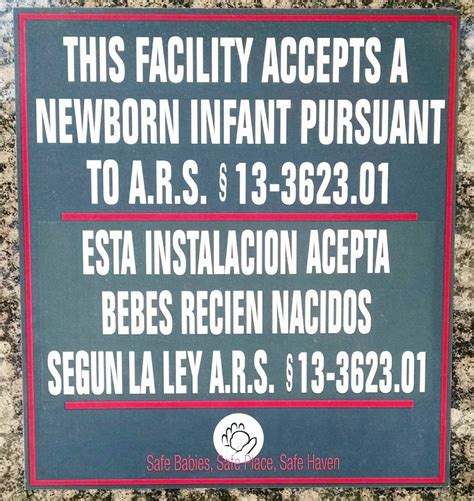 THIS FACILITY ACCEPTS A
NEWBORN INFANT PURSUANT
TO A.R.S. § 13-3623.01
ESTA INSTALACION ACEPTA
BEBES RECIEN NACIDOS
SEGUN LA LEY A.R.S. § 13-3623.01
Safe Babies, Safe Place, Safe Haven